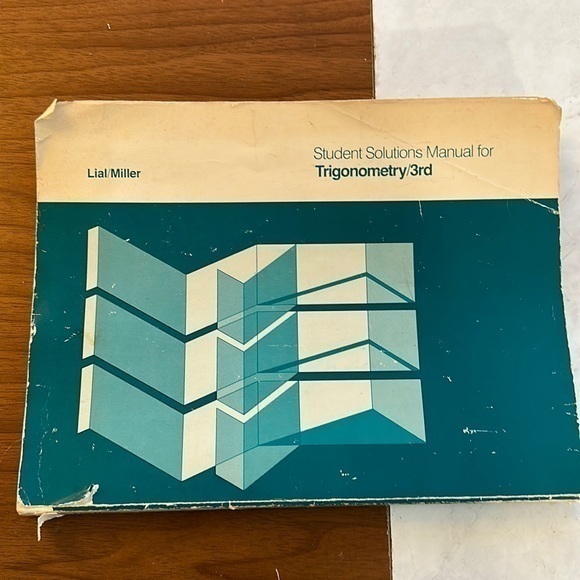 Lial/Miller
Student Solutions Manual for
Trigonometry/3rd